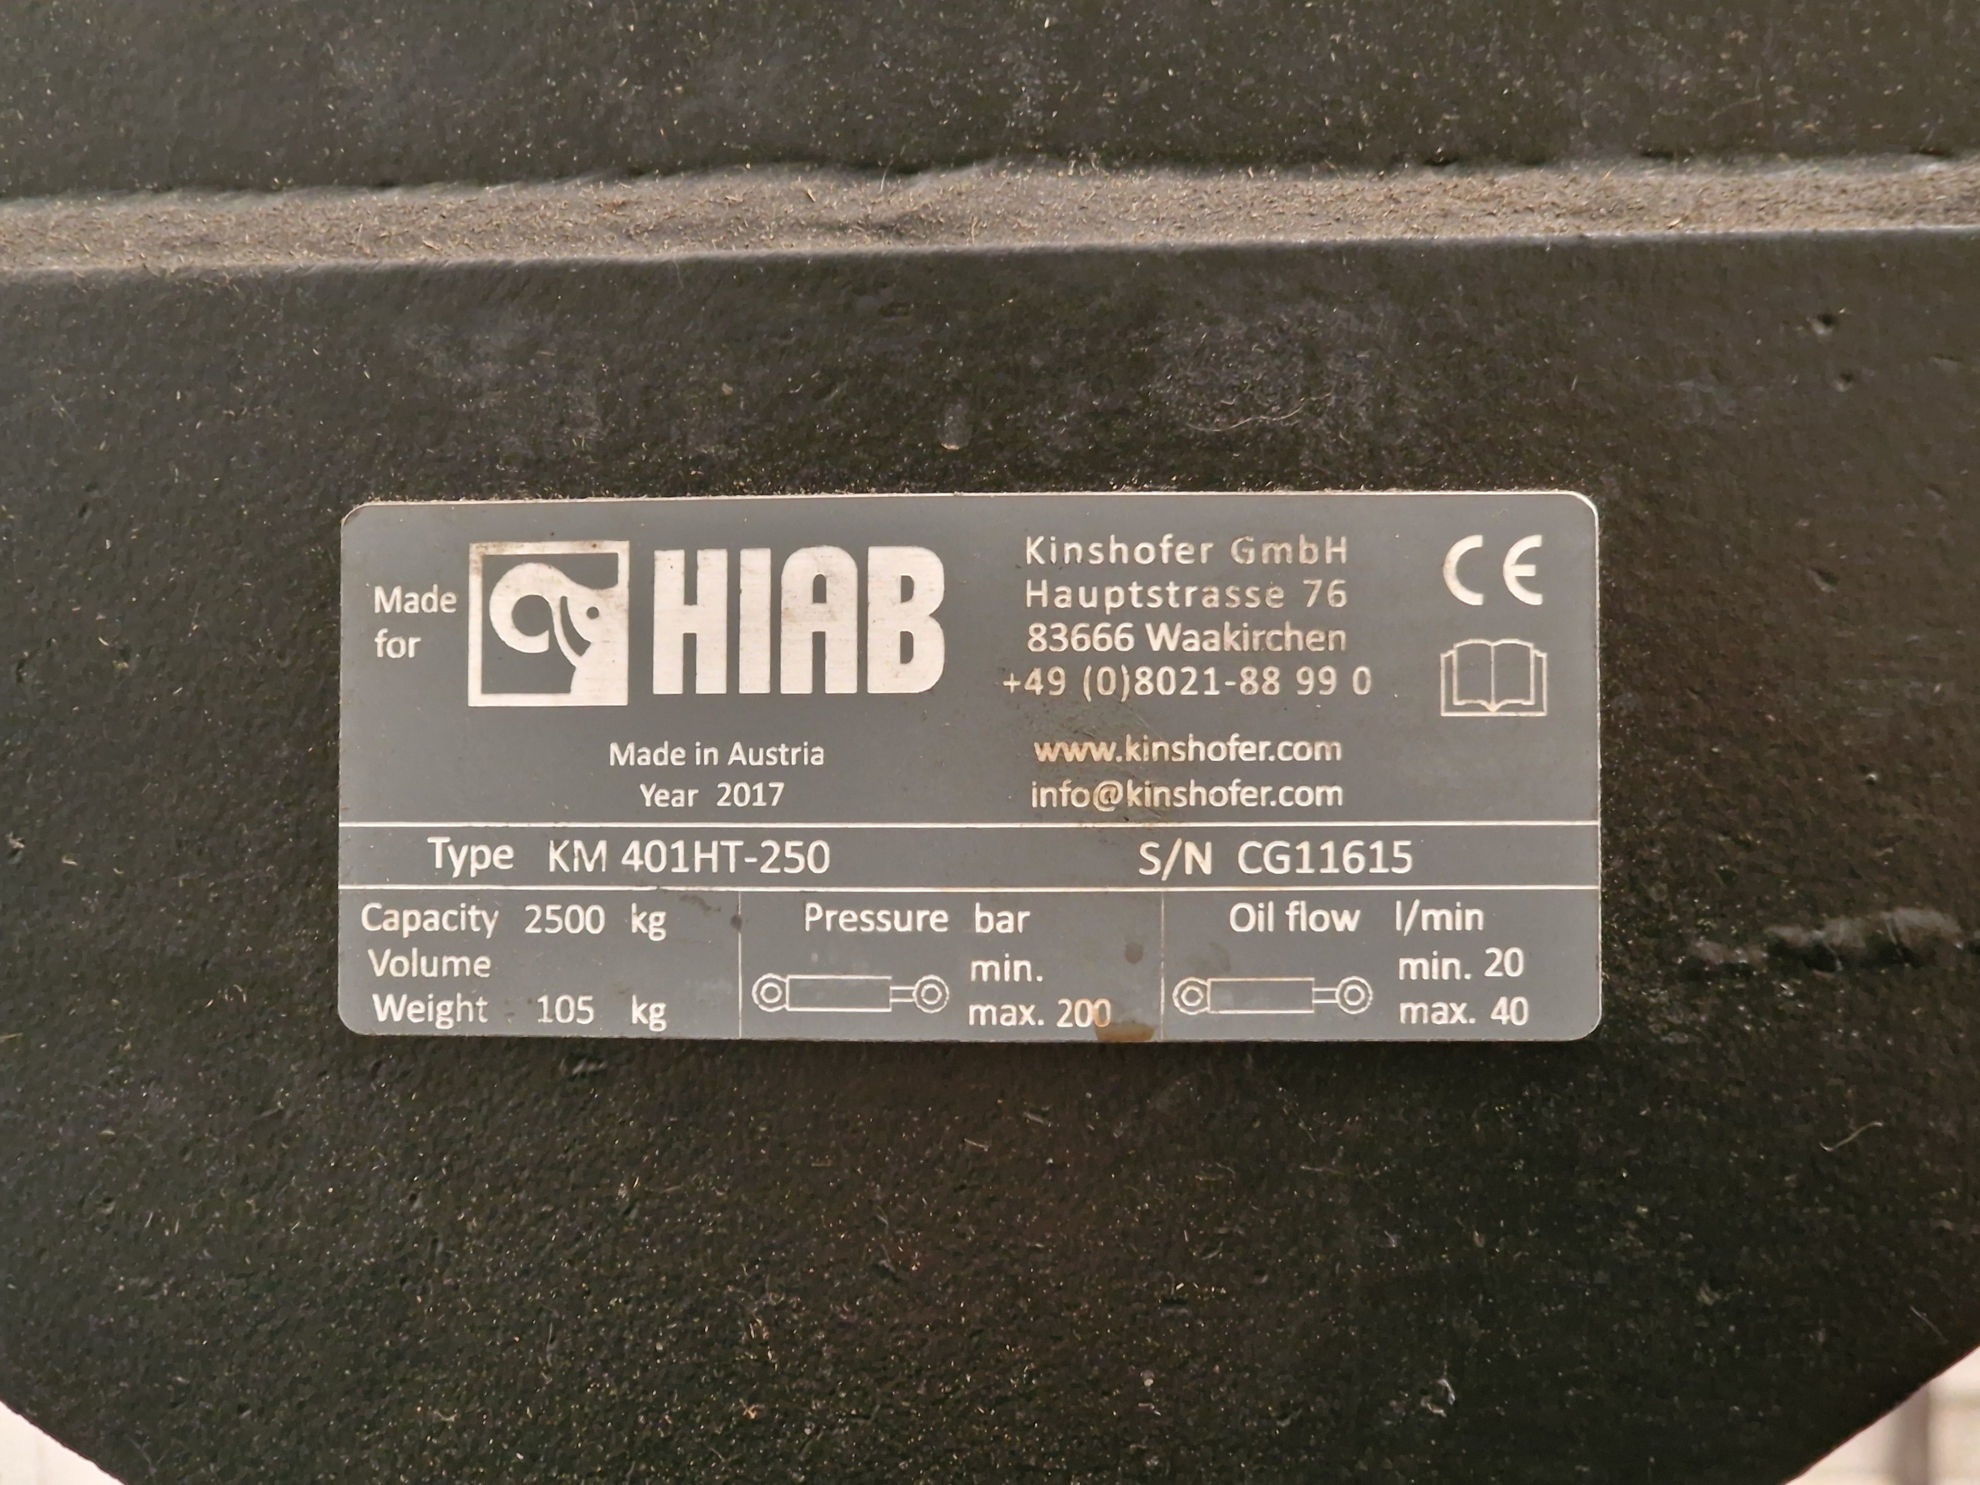 Made for
HIAB
Kinshofer GmbH
Hauptstrasse 76
83666 Waakirchen
+49 (0)8021-88 99 0
CE
Made in Austria
Year 2017
www.kinshofer.com
info@kinshofer.com
Type KM 401HT-250
S/N CG11615
Capacity 2500 kg
Volume
Weight 105 kg
Pressure bar
min.
max. 200
Oil flow l/min
min. 20
max. 40